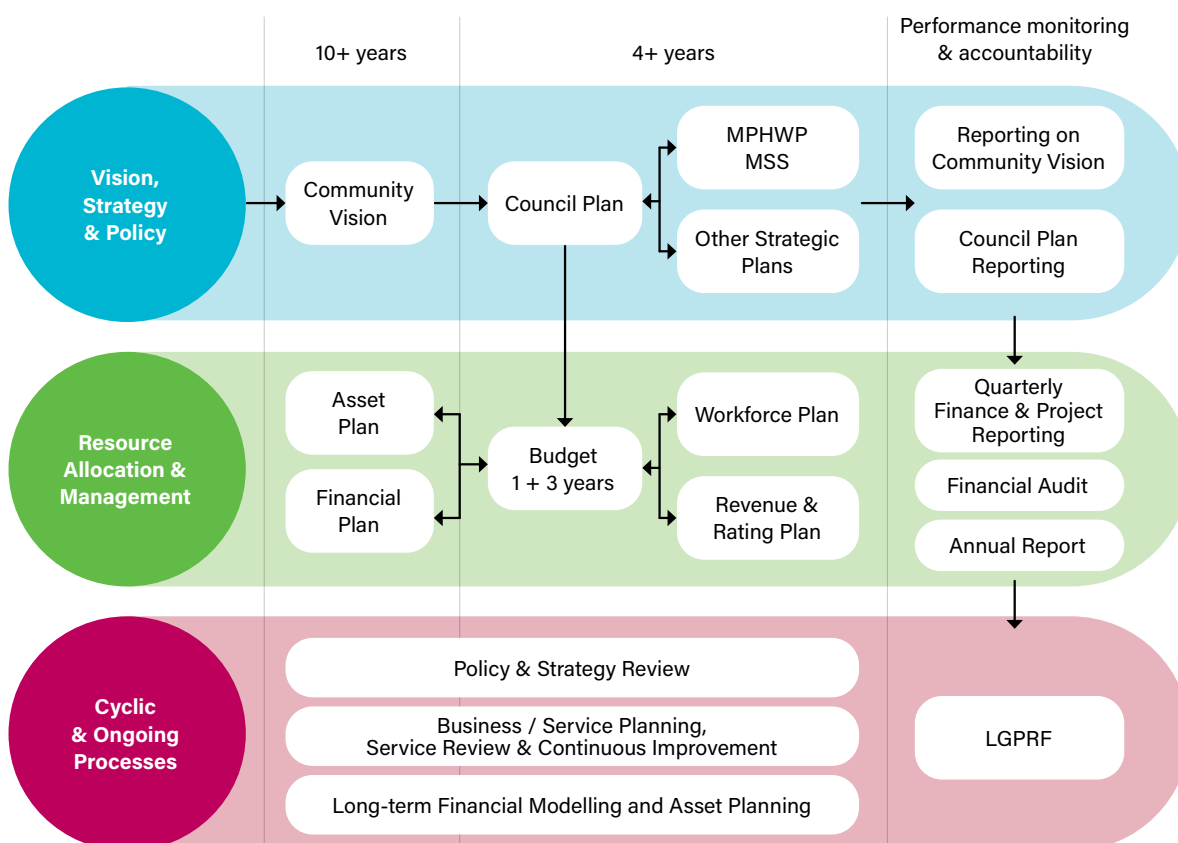 10+ years
4+ years
Performance monitoring
& accountability
Vision,
Strategy
& Policy
Community
Vision
Council Plan
MPHWP
MSS
Other Strategic
Plans
Reporting on
Community Vision
Council Plan
Reporting
Resource
Allocation &
Management
Asset
Plan
Financial
Plan
Budget
1 + 3 years
Workforce Plan
Revenue &
Rating Plan
Quarterly
Finance & Project
Reporting
Financial Audit
Annual Report
Cyclic
& Ongoing
Processes
Policy & Strategy Review
Business / Service Planning,
Service Review & Continuous Improvement
Long-term Financial Modelling and Asset Planning
LGPRF